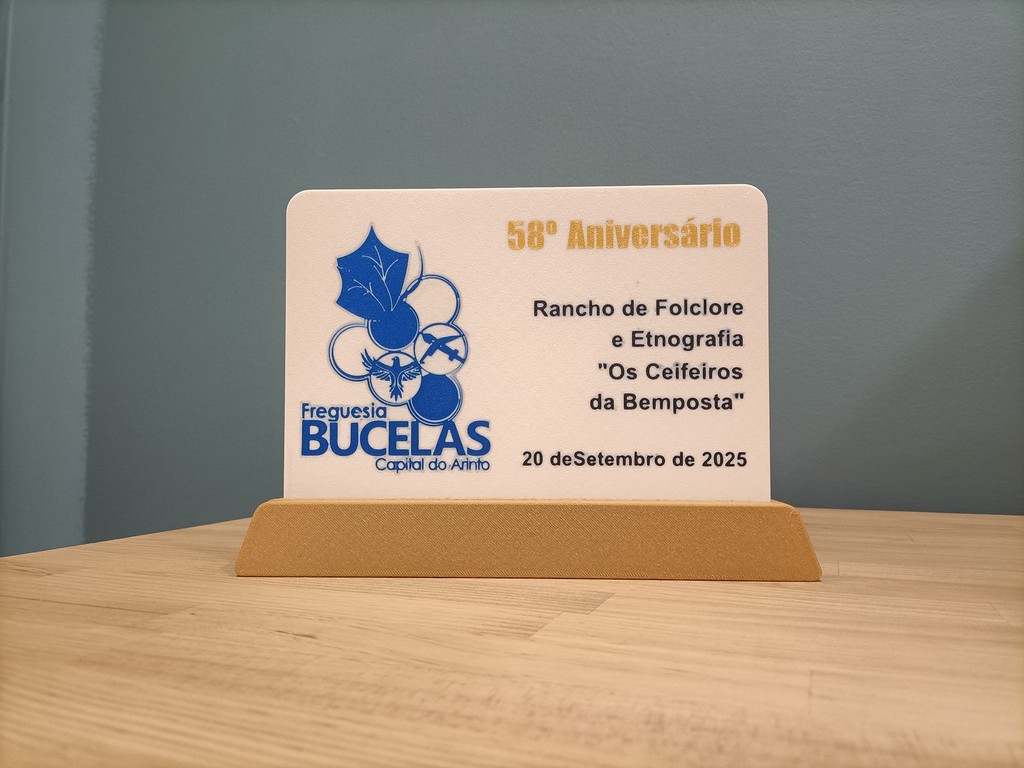 58º Aniversário
Rancho de Folclore
e Etnografia
"Os Ceifeiros
da Bemposta"
20 deSetembro de 2025
Freguesia
BUCELAS
Capital do Arinto